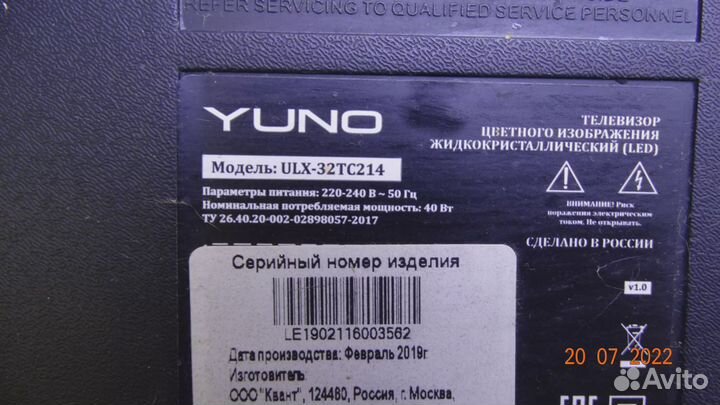 REFER SERVICING TO QUALIFIED SERVICE PERSONNEL
YUNO
Модель: ULX-32TC214
Параметры питания: 220-240 В ~ 50 Гц
Номинальная потребляемая мощность: 40 Вт
ТУ 26.40.20-002-02898057-2017
ТЕЛЕВИЗОР
ЦВЕТНОГО ИЗОБРАЖЕНИЯ
ЖИДКОКРИСТАЛЛИЧЕСКИЙ (LED)
ВНИМАНИЕ! Риск
поражения электрическим
током. Не открывать.
СДЕЛАНО В РОССИИ
v1.0
Серийный номер изделия
LE1902116003562
Дата производства: Февраль 2019г
Изготовитель:
ООО "Квант", 124460, Россия, г. Москва,
20 07 2022
EAC
Avito